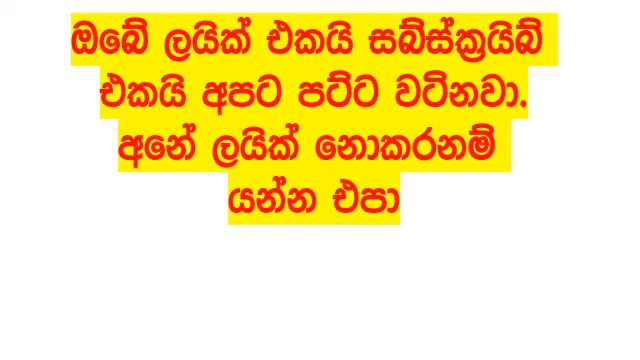 ඔබේ ලයික් එකයි සබ්ස්ක්‍රයිබ්
එකයි අපට පට්ට වටිනවා.
අනේ ලයික් නොකරනම්
යන්න එපා